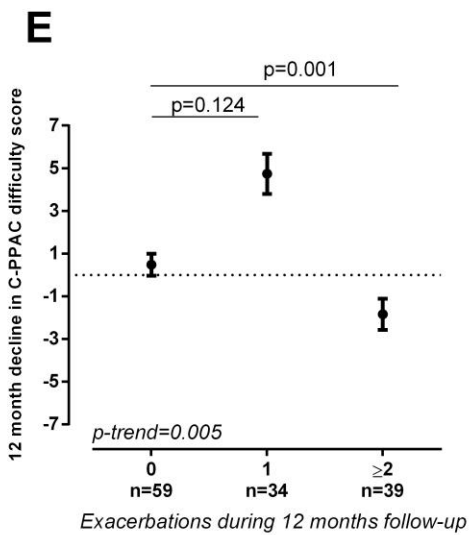 E
p=0.001
p=0.124
12 month decline in C-PPAC difficulty score
7
5
3
1
-1
-3
-5
-7
p-trend=0.005
0 1 ≥2
n=59 n=34 n=39
Exacerbations during 12 months follow-up